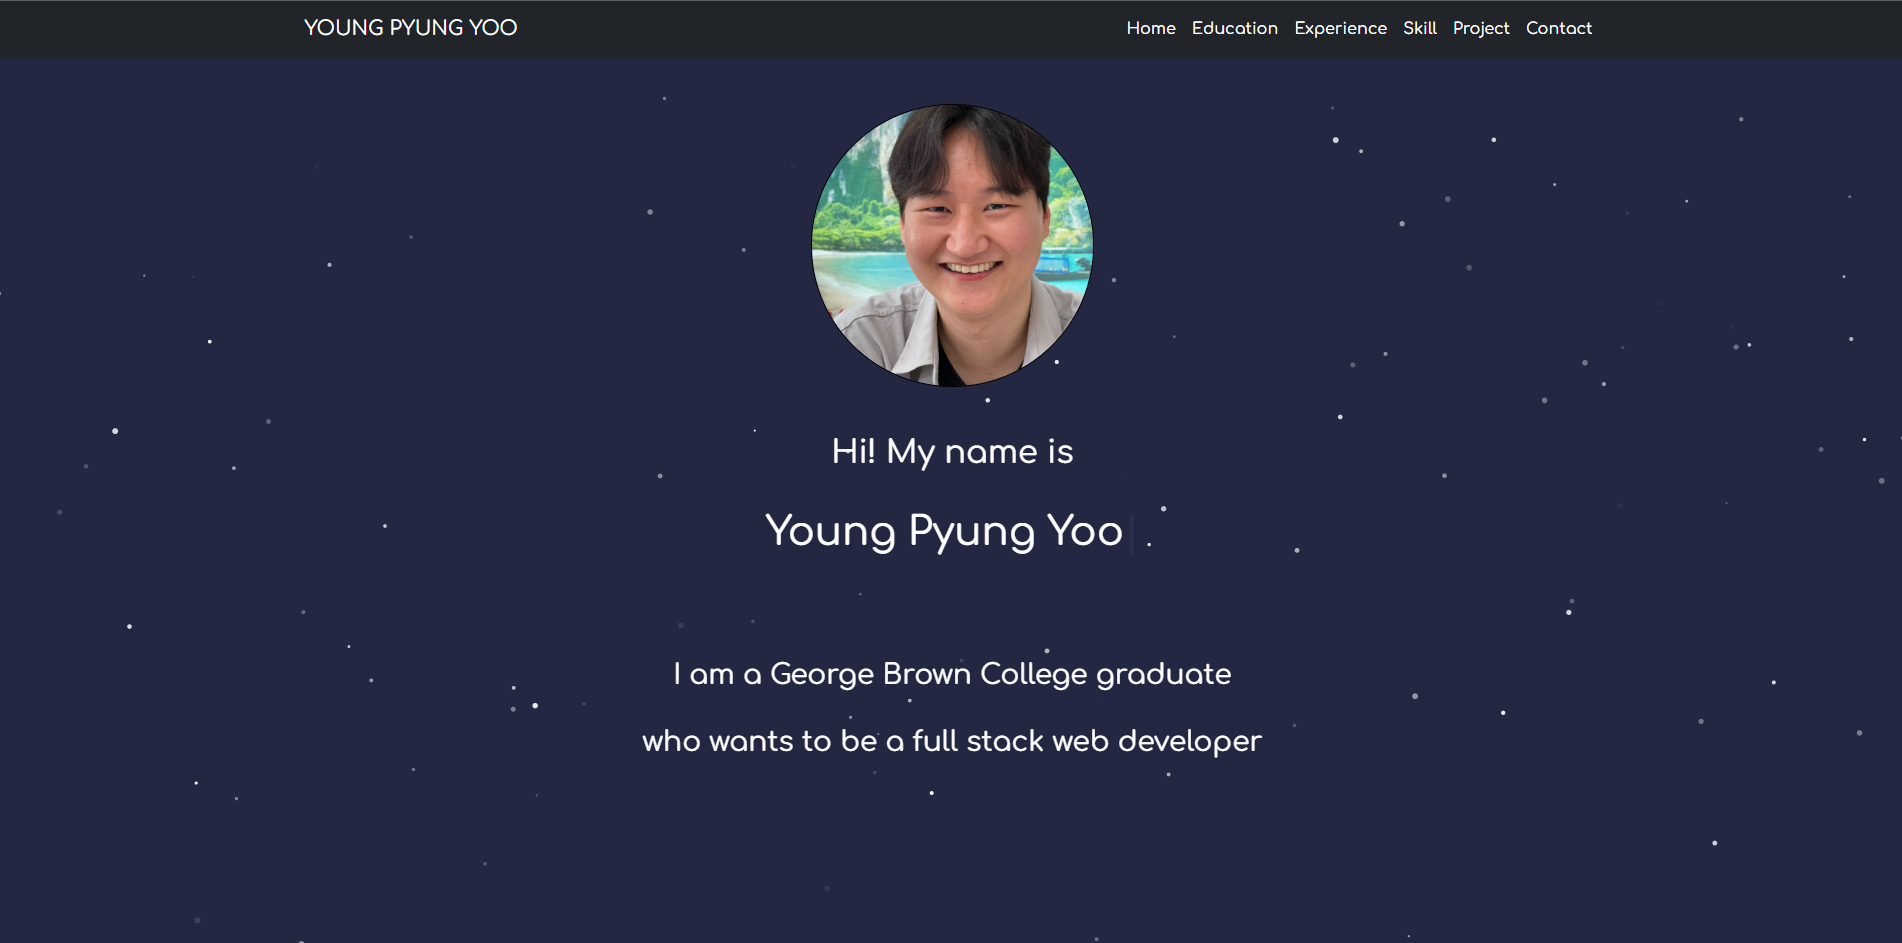 YOUNG PYUNG YOO
Home Education Experience Skill Project Contact
Hi! My name is
Young Pyung Yoo
I am a George Brown College graduate
who wants to be a full stack web developer